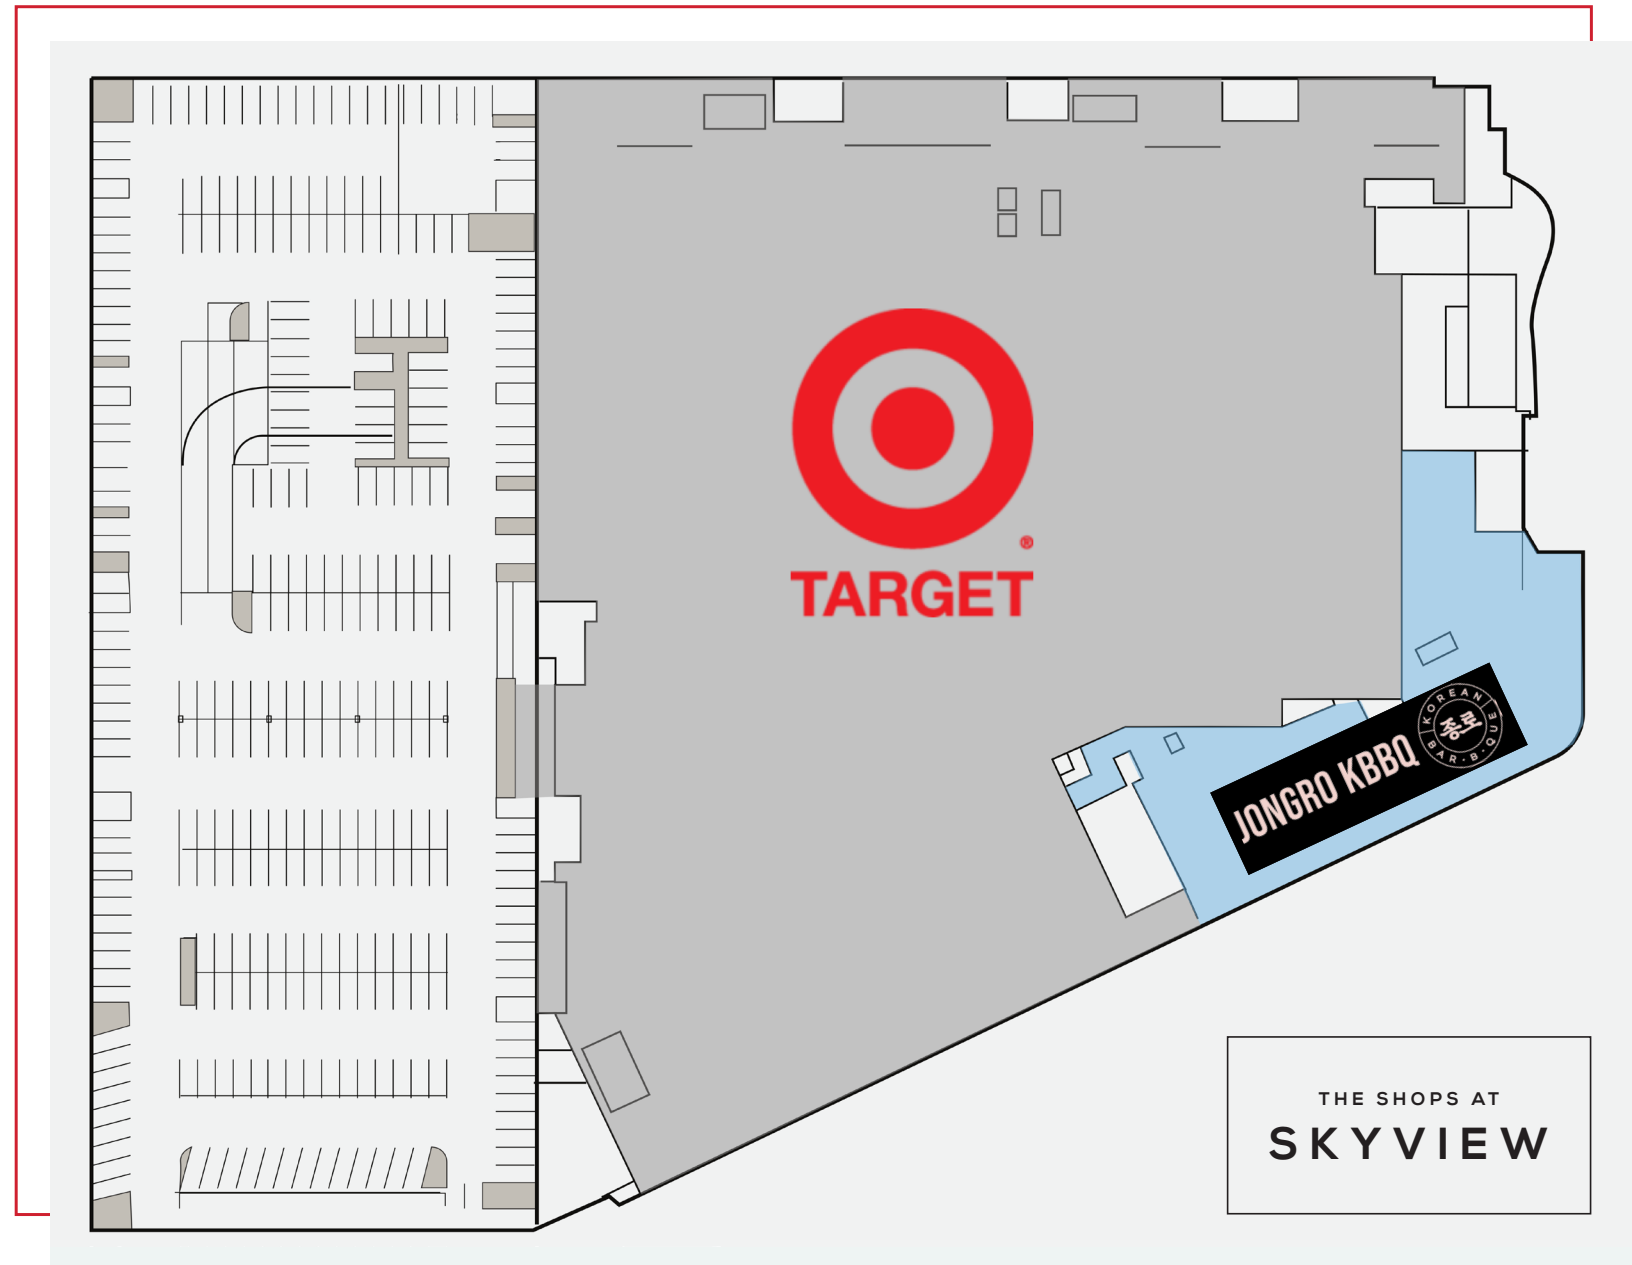 ®
TARGET
JONGRO KBBQ
KOREAN
종로
BAR·B·QUE
THE SHOPS AT
SKYVIEW